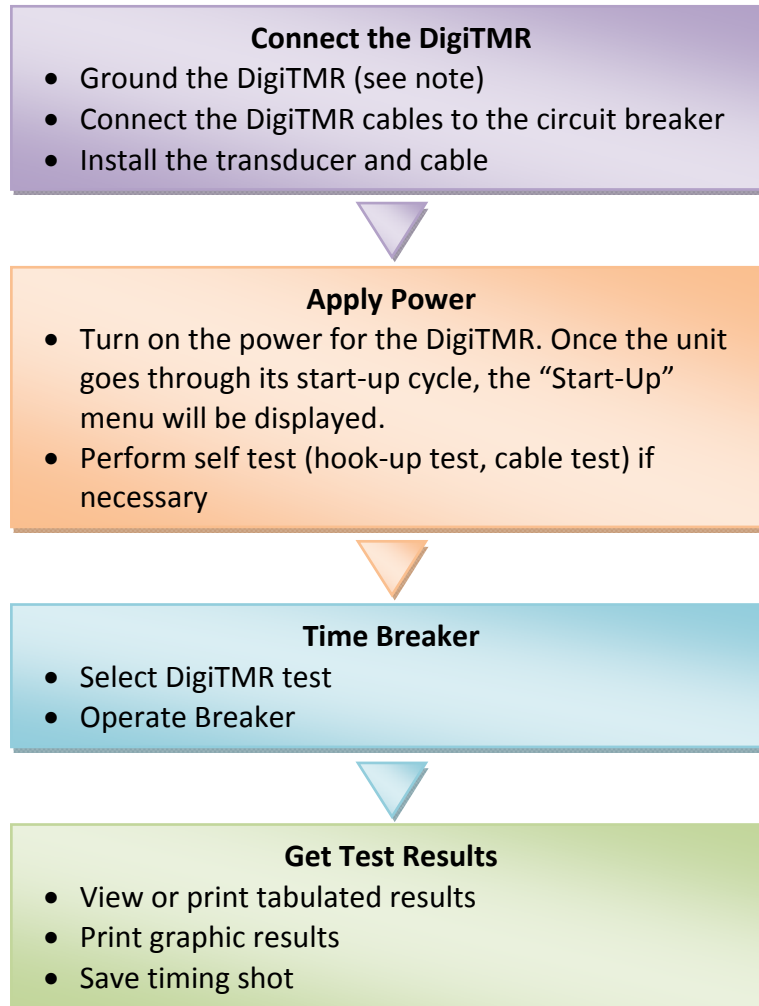 Connect the DigiTMR
• Ground the DigiTMR (see note)
• Connect the DigiTMR cables to the circuit breaker
• Install the transducer and cable
Apply Power
• Turn on the power for the DigiTMR. Once the unit
goes through its start-up cycle, the “Start-Up”
menu will be displayed.
• Perform self test (hook-up test, cable test) if
necessary
Time Breaker
• Select DigiTMR test
• Operate Breaker
Get Test Results
• View or print tabulated results
• Print graphic results
• Save timing shot